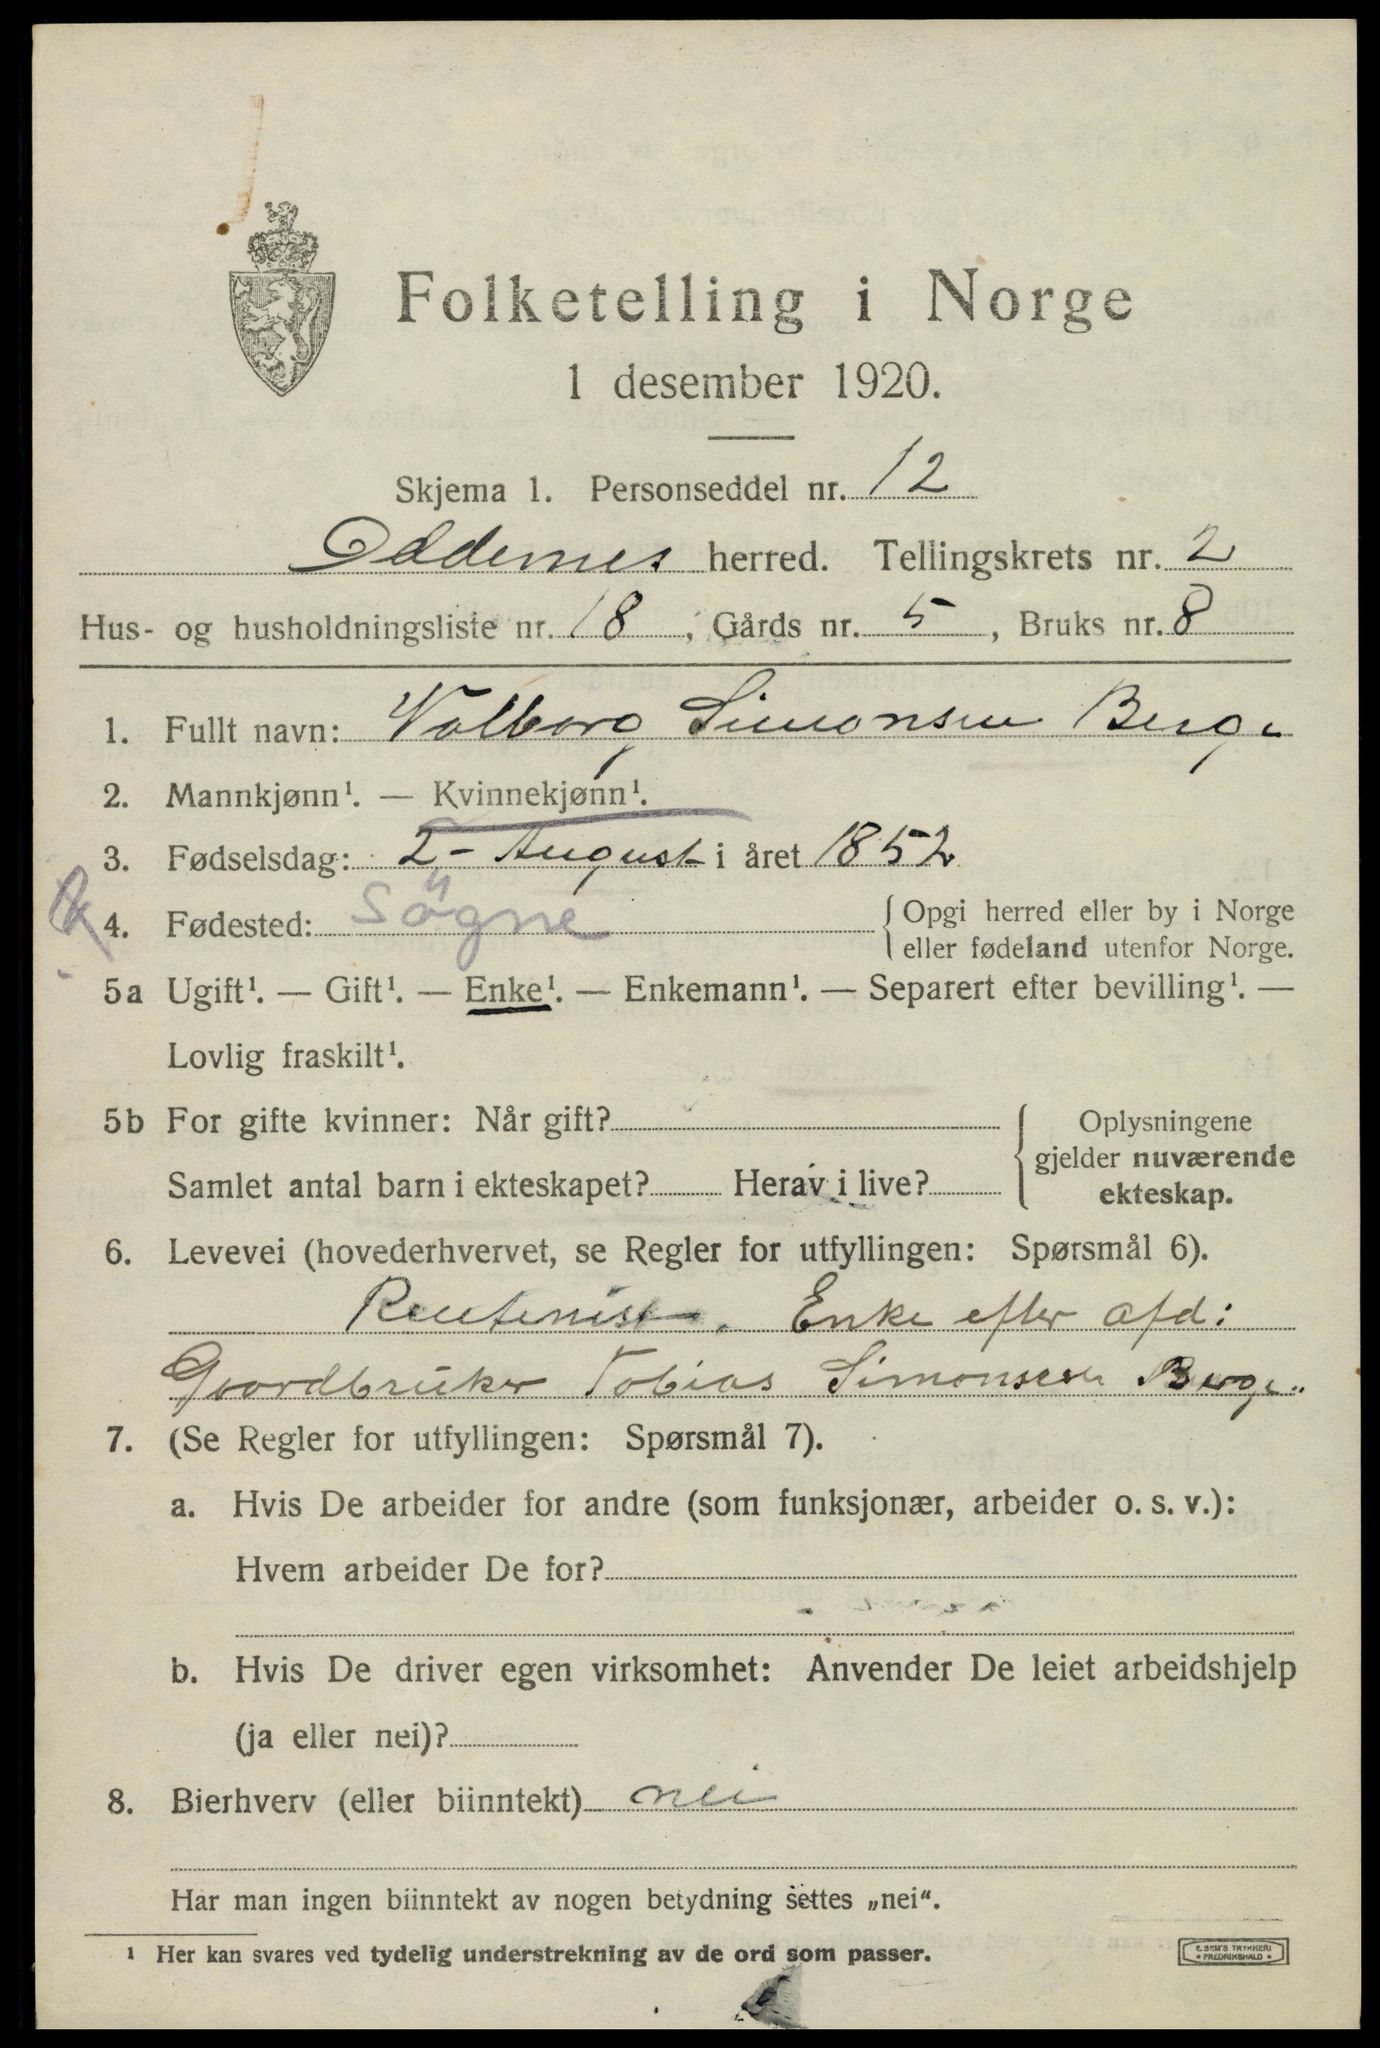 Folketelling i Norge
1 desember 1920.
Skjema 1. Personseddel nr. 12
Oddernes herred. Tellingskrets nr. 2
Hus- og husholdningsliste nr. 18, Gårds nr. 5, Bruks nr. 8
1. Fullt navn: Valborg Simonsen Berge
2. Mannkjønn¹. — Kvinnekjønn¹.
3. Fødselsdag: 2- August i året 1852
4. Fødested: Søgne { Opgi herred eller by i Norge
eller fødeland utenfor Norge.
5a Ugift¹. — Gift¹. — Enke¹. — Enkemann¹. — Separert efter bevilling¹. —
Lovlig fraskilt¹.
5b For gifte kvinner: Når gift? { Oplysningene
gjelder nuværende
Samlet antal barn i ekteskapet? Herav i live? ekteskap.
6. Levevei (hovederhvervet, se Regler for utfyllingen: Spørsmål 6).
Rentenist. Enke efter afd:
Gaardbruker Tobias Simonsen Berge.
7. (Se Regler for utfyllingen: Spørsmål 7).
a. Hvis De arbeider for andre (som funksjonær, arbeider o. s. v.):
Hvem arbeider De for?
b. Hvis De driver egen virksomhet: Anvender De leiet arbeidshjelp
(ja eller nei)?
8. Bierhverv (eller biinntekt) nei
Har man ingen biinntekt av nogen betydning settes „nei“.
¹ Her kan svares ved tydelig understrekning av de ord som passer.
E. SEM'S TRYKKERI
* FREDRIKSHALD *